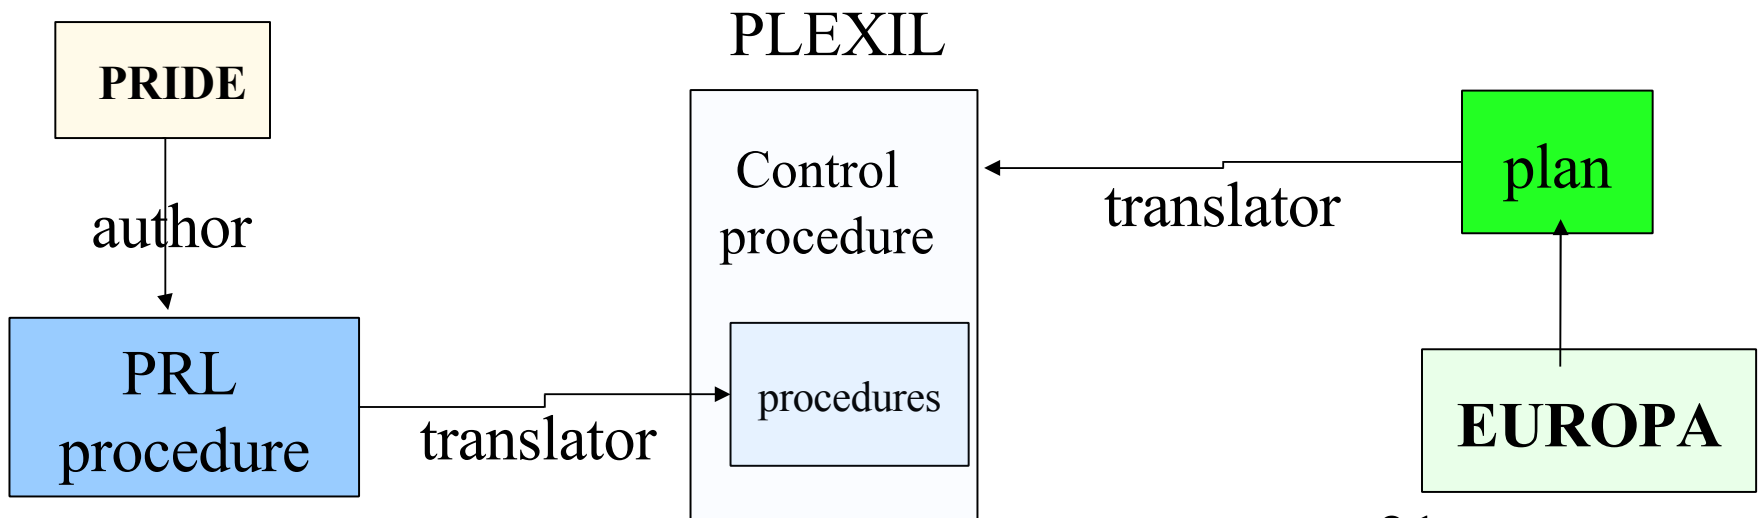 PLEXIL
PRIDE
author
PRL
procedure
translator
Control
procedure
procedures
translator
plan
EUROPA